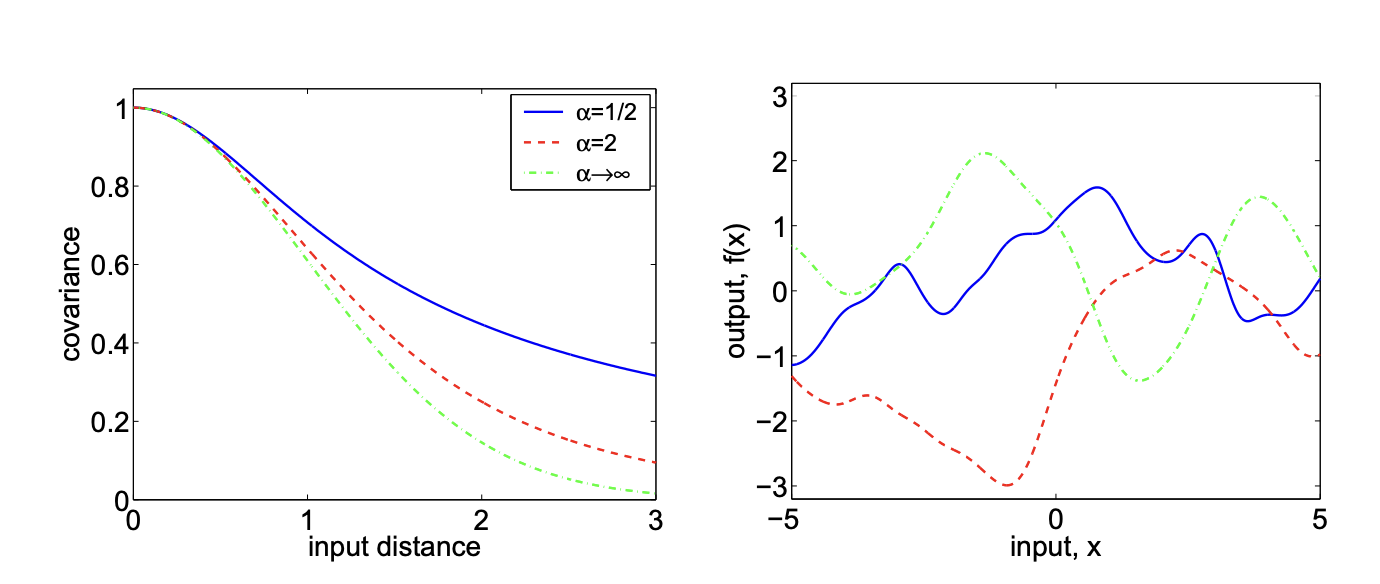 covariance
1
0.8
0.6
0.4
0.2
0
0 1 2 3
input distance
α=1/2
α=2
α→∞
output, f(x)
3
2
1
0
−1
−2
−3
−5 0 5
input, x